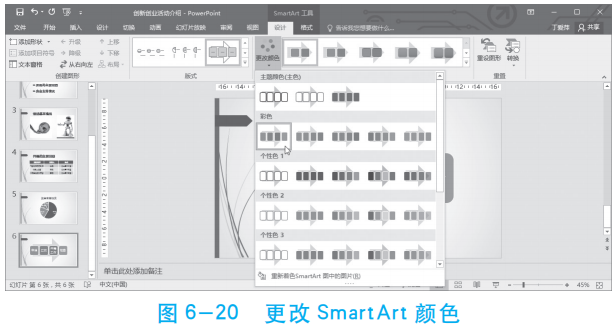 创新创业活动介绍 - PowerPoint
SmartArt 工具
文件 开始 插入 设计 切换 动画 幻灯片放映 审阅 视图 设计 格式 告诉我您想要做什么... 丁慧萍 共享
添加形状 升级 上移
添加项目符号 降级 下移
文本窗格 从右向左 布局
更改颜色
重设图形 转换
创建图形 版式 重置
主题颜色(主色)
彩色
个性色 1
个性色 2
个性色 3
重新着色SmartArt 图中的图片(R)
3
4
5
6
单击此处添加备注
幻灯片 第 6 张，共 6 张 中文(中国) 45%
图 6-20 更改 SmartArt 颜色